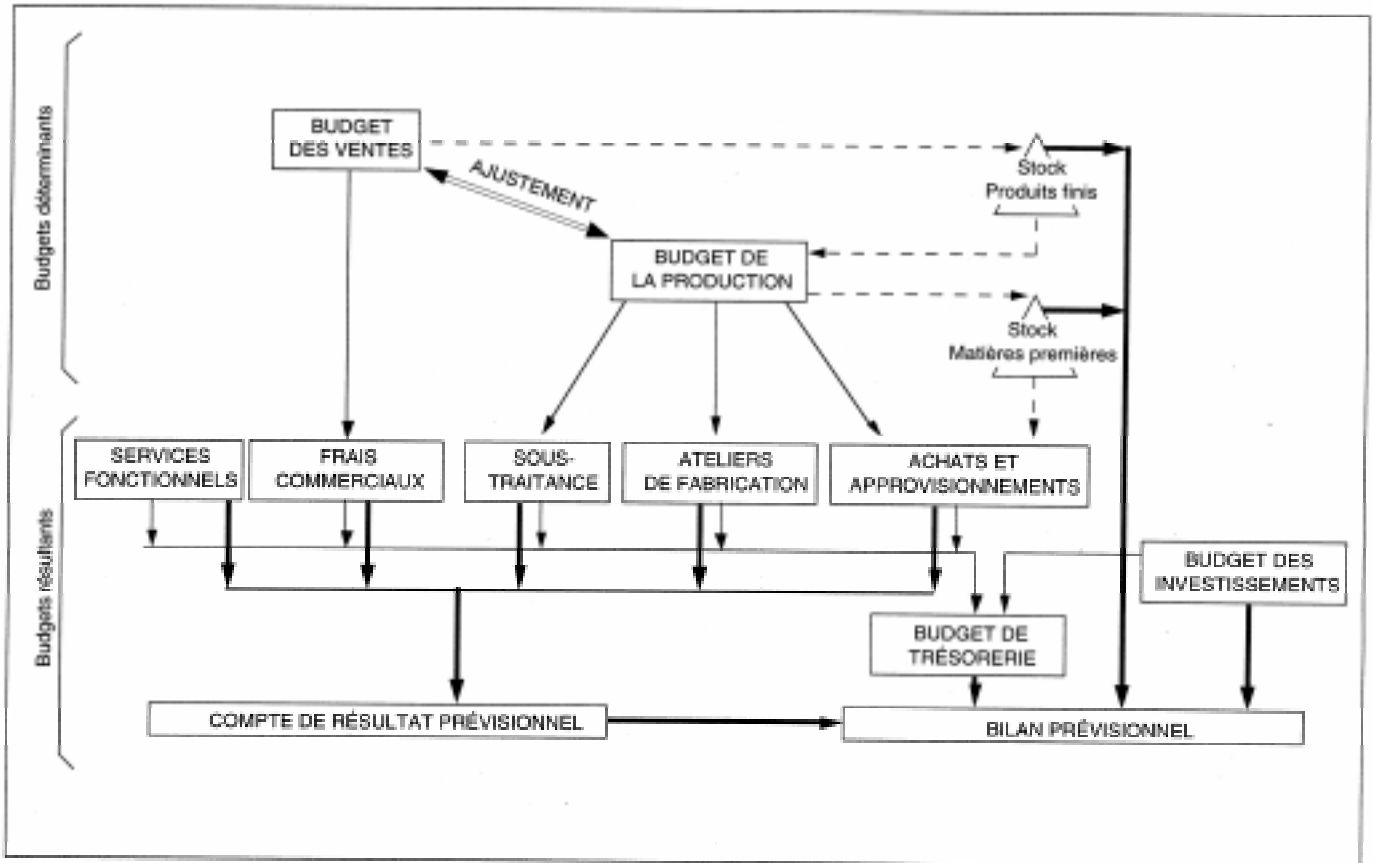 Budgets déterminants
BUDGET
DES VENTES
AJUSTEMENT
Stock
Produits finis
BUDGET DE
LA PRODUCTION
Stock
Matières premières
Budgets résultants
SERVICES
FONCTIONNELS
FRAIS
COMMERCIAUX
SOUS-
TRAITANCE
ATELIERS
DE FABRICATION
ACHATS ET
APPROVISIONNEMENTS
BUDGET DES
INVESTISSEMENTS
BUDGET DE
TRÉSORERIE
COMPTE DE RÉSULTAT PRÉVISIONNEL
BILAN PRÉVISIONNEL